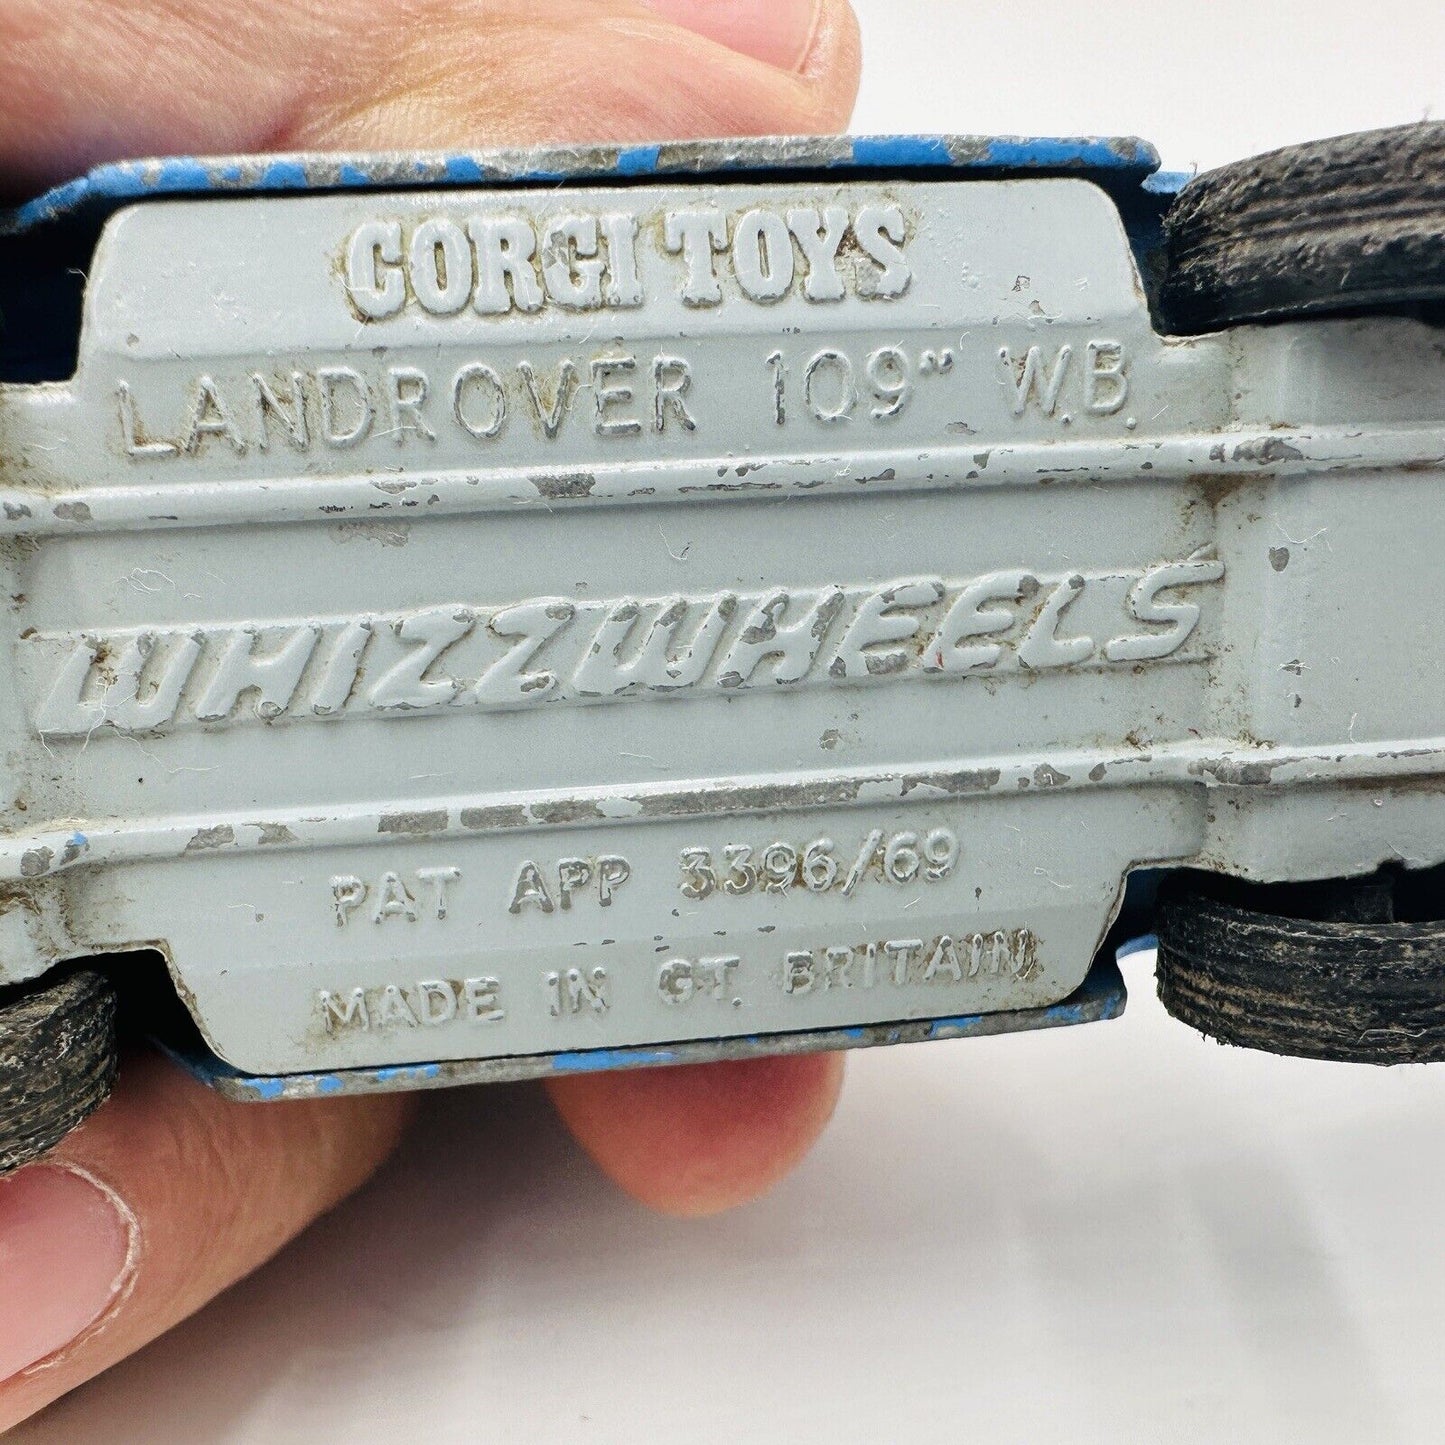 CORGI TOYS
LANDROVER 109" W.B.
WHIZZWHEELS
PAT APP 3396/69
MADE IN GT. BRITAIN